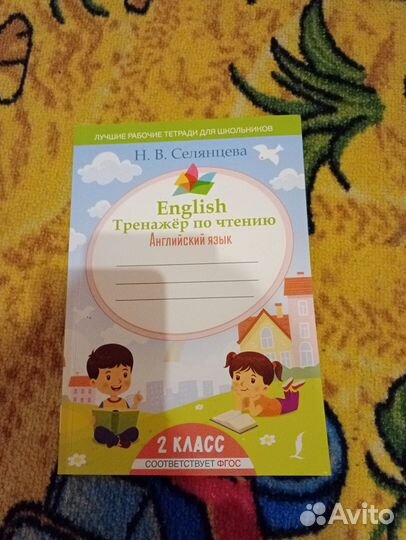 ЛУЧШИЕ РАБОЧИЕ ТЕТРАДИ ДЛЯ ШКОЛЬНИКОВ
Н. В. Селянцева
English
Тренажёр по чтению
Английский язык
2 КЛАСС
СООТВЕТСТВУЕТ ФГОС
Avito